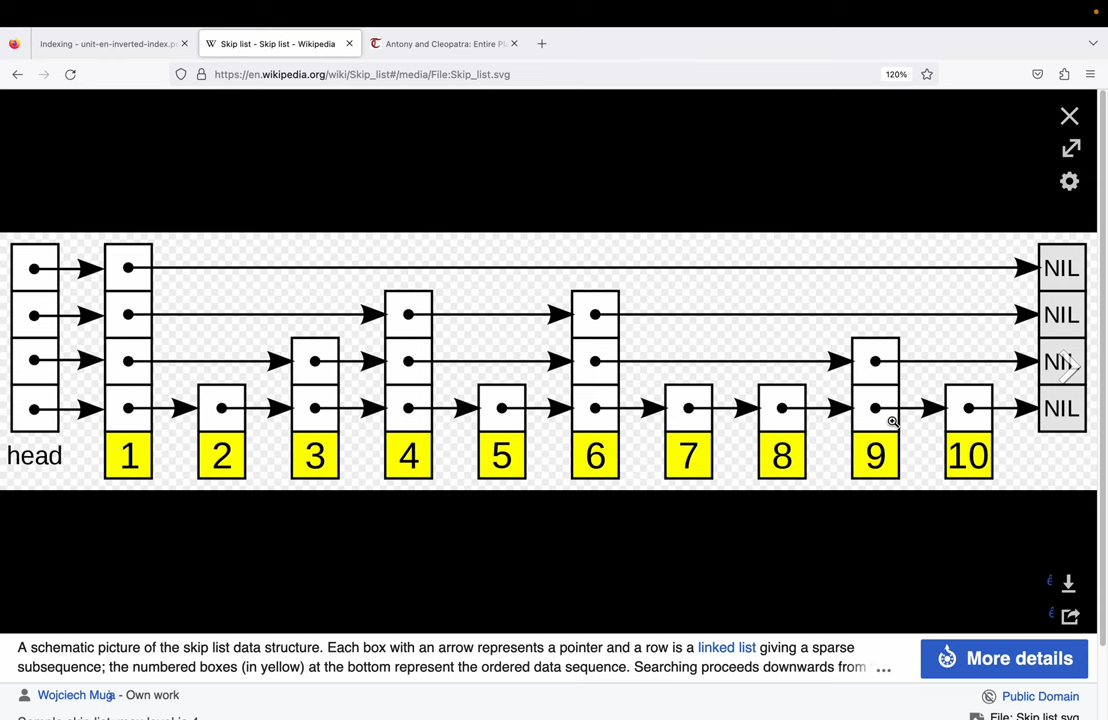 Indexing - unit-en-inverted-index.p
Skip list - Skip list - Wikipedia
Antony and Cleopatra: Entire Pl
https://en.wikipedia.org/wiki/Skip_list#/media/File:Skip_list.svg
120%
NIL
NIL
NIL
NIL
head
1 2 3 4 5 6 7 8 9 10
A schematic picture of the skip list data structure. Each box with an arrow represents a pointer and a row is a linked list giving a sparse
subsequence; the numbered boxes (in yellow) at the bottom represent the ordered data sequence. Searching proceeds downwards from ...
More details
Wojciech Muła - Own work
Public Domain
File: Skip list.svg